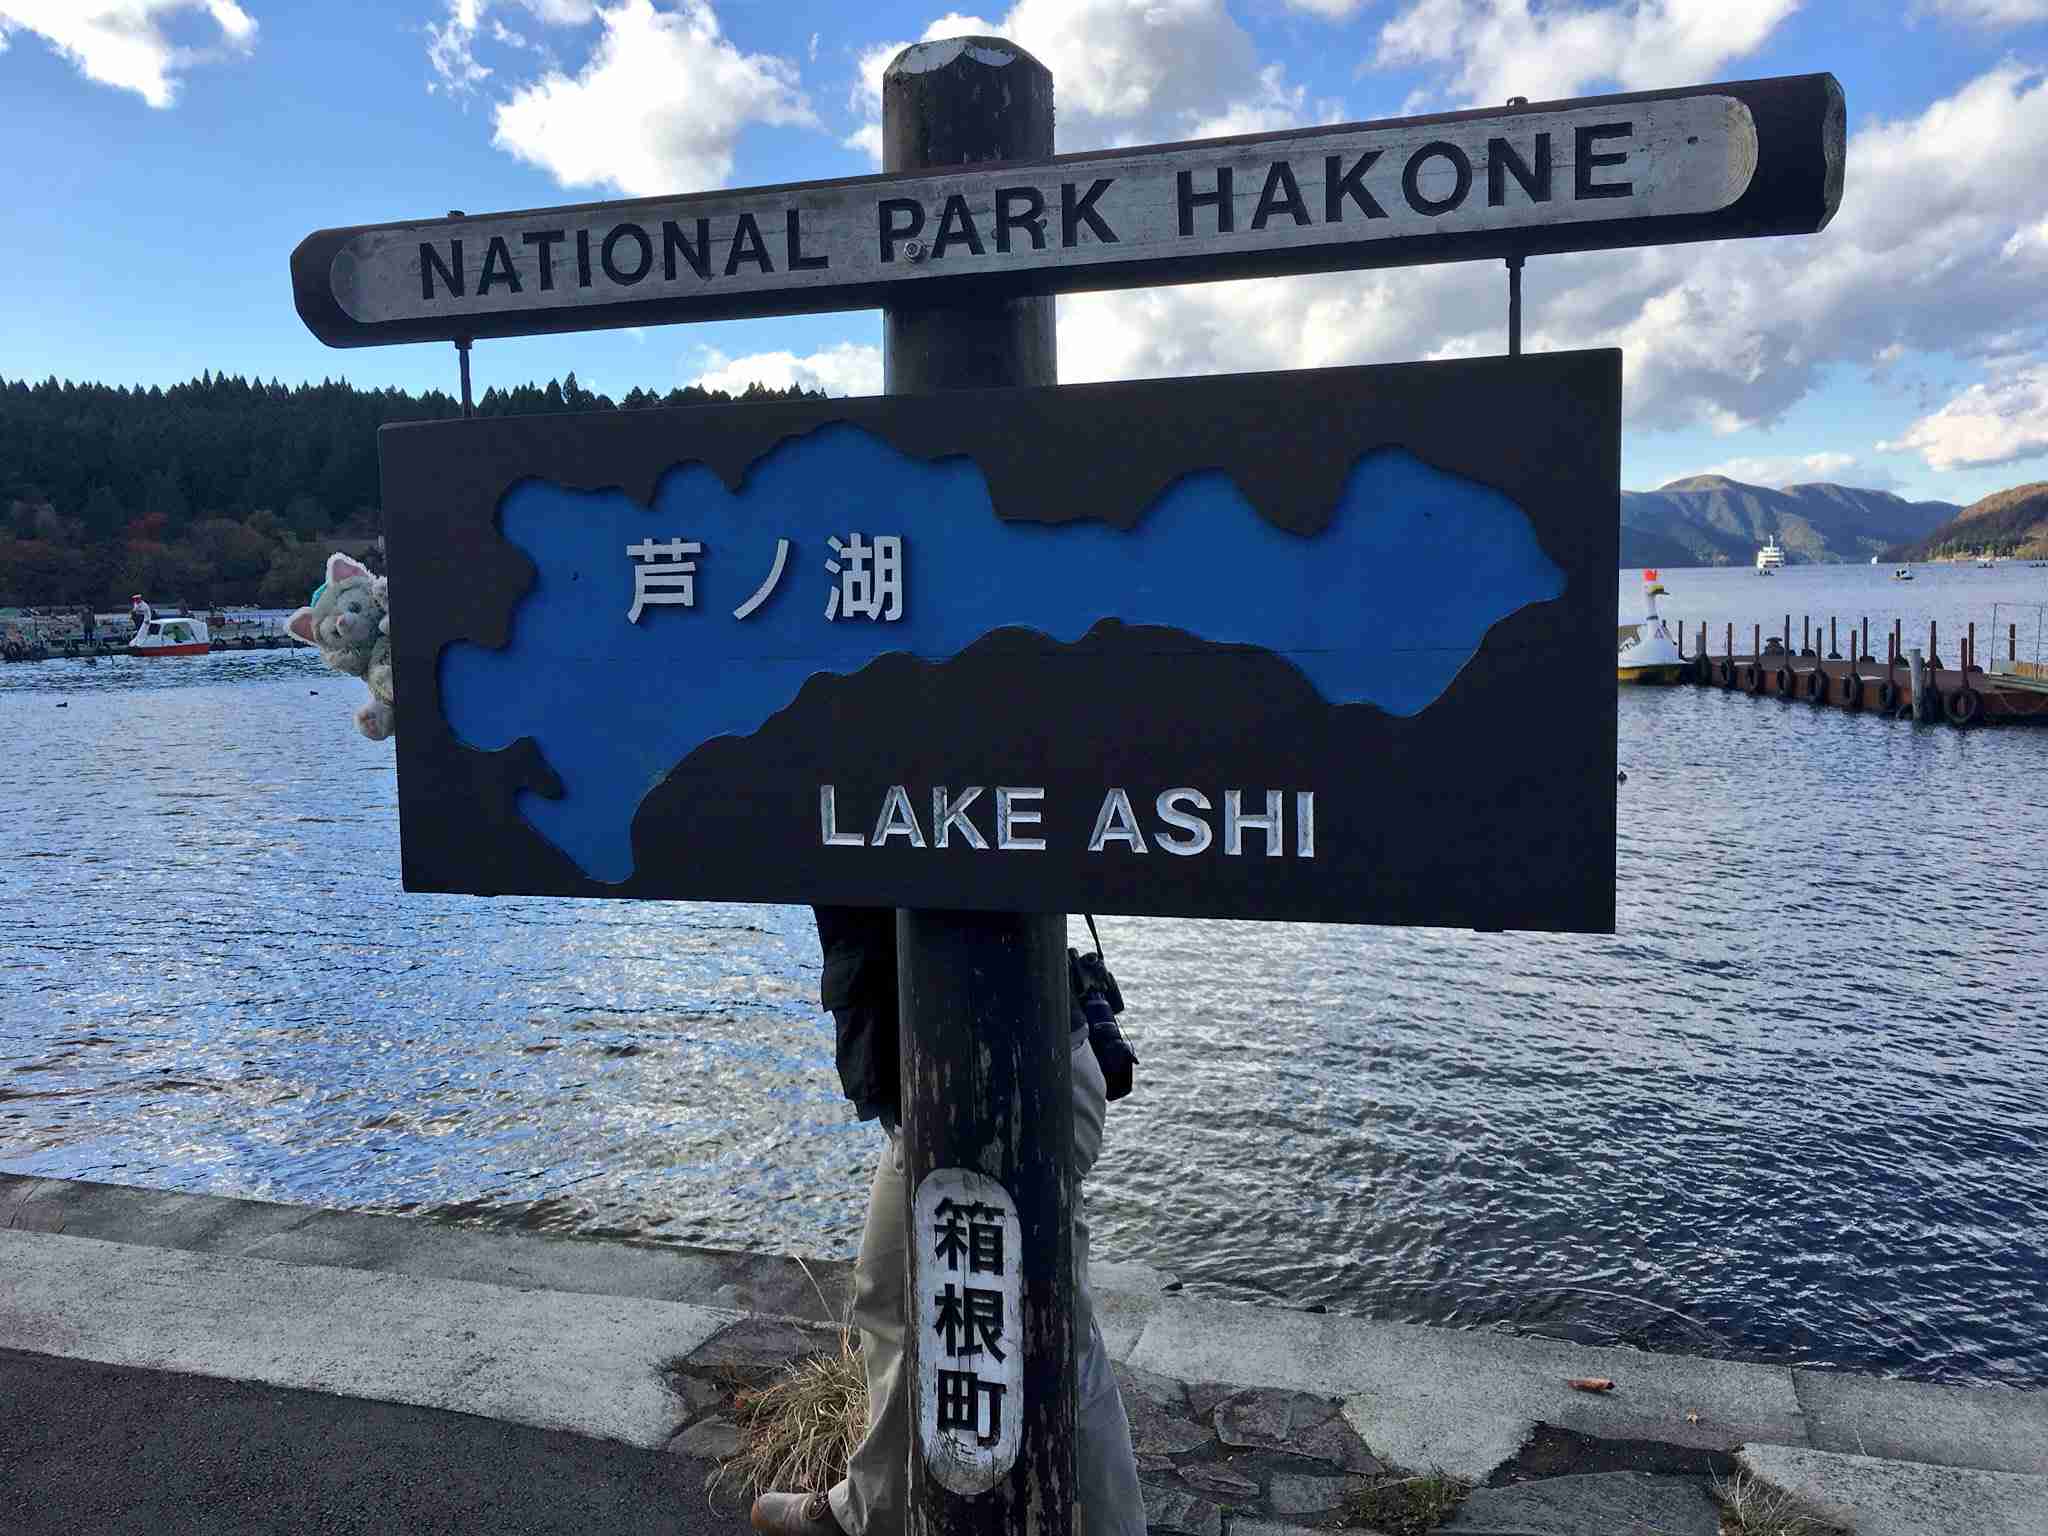 NATIONAL PARK HAKONE
芦ノ湖
LAKE ASHI
箱根町